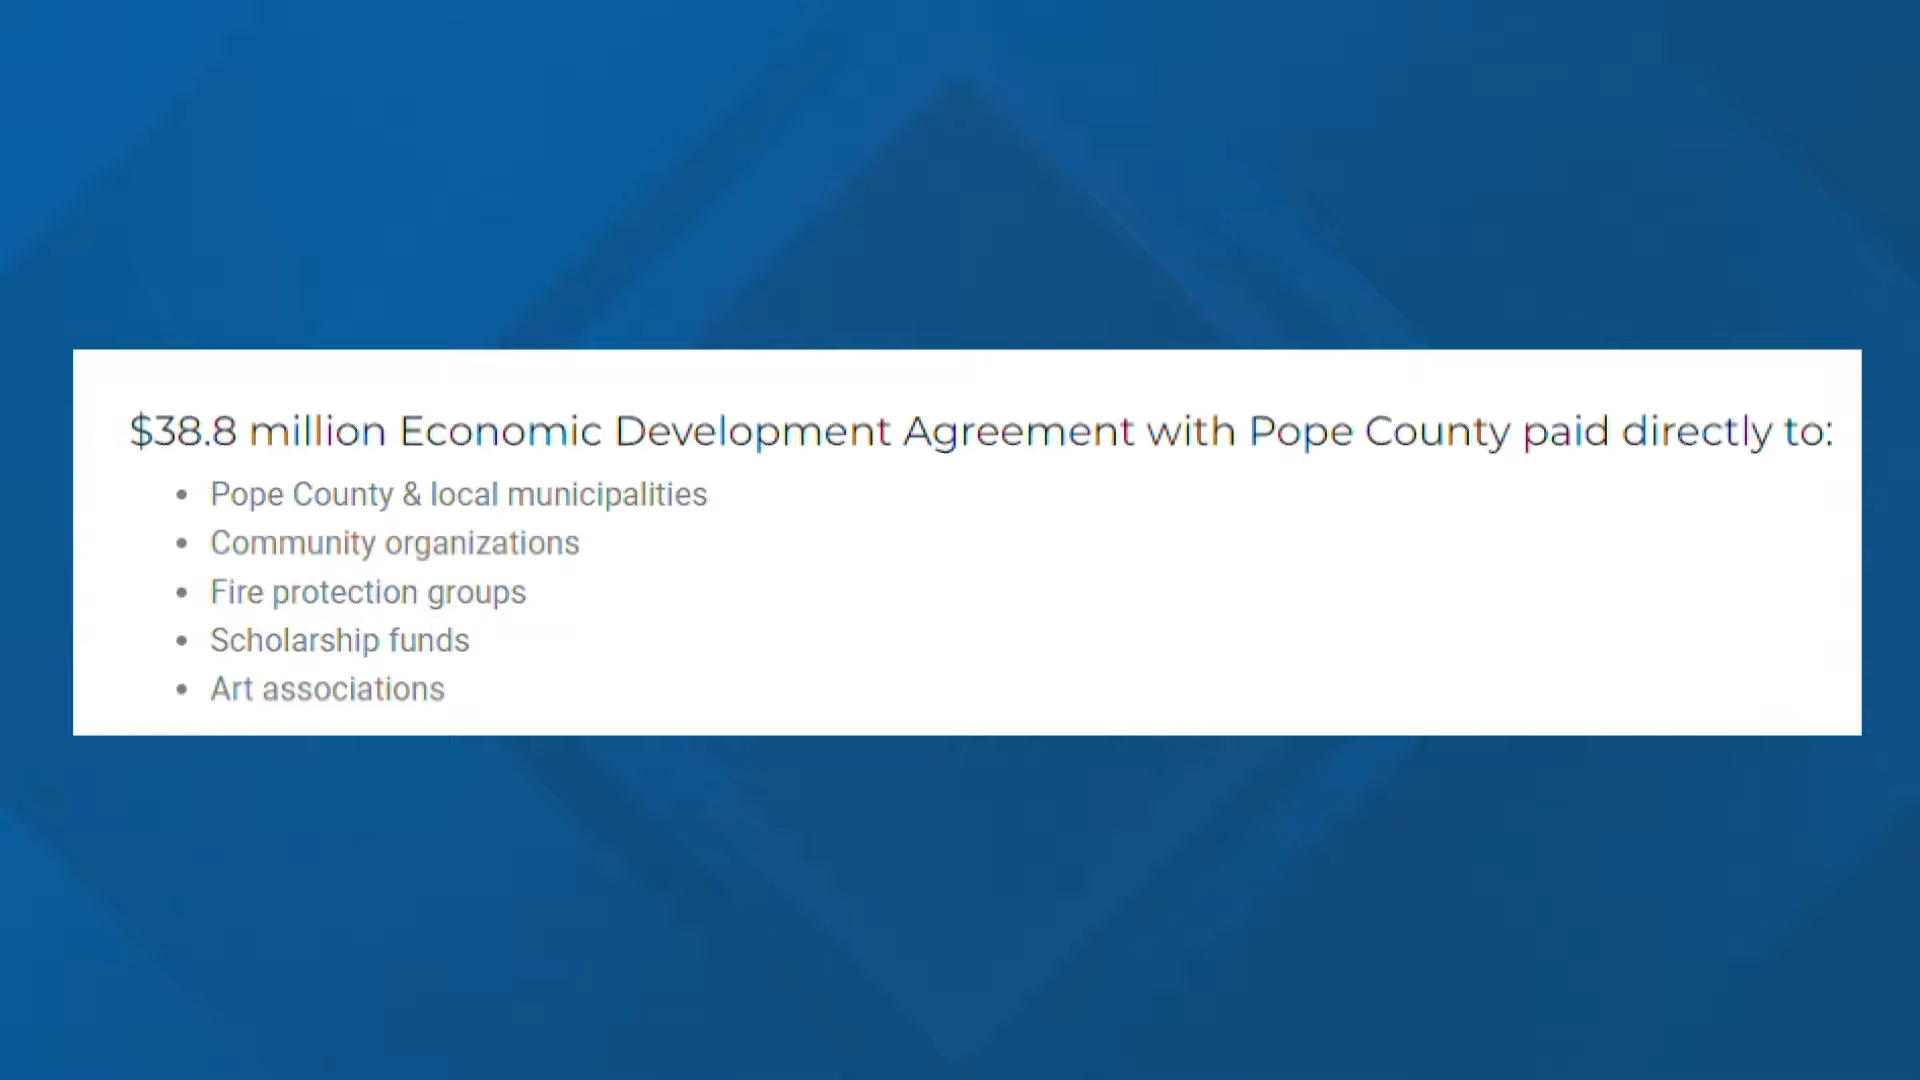 $38.8 million Economic Development Agreement with Pope County paid directly to:
• Pope County & local municipalities
• Community organizations
• Fire protection groups
• Scholarship funds
• Art associations